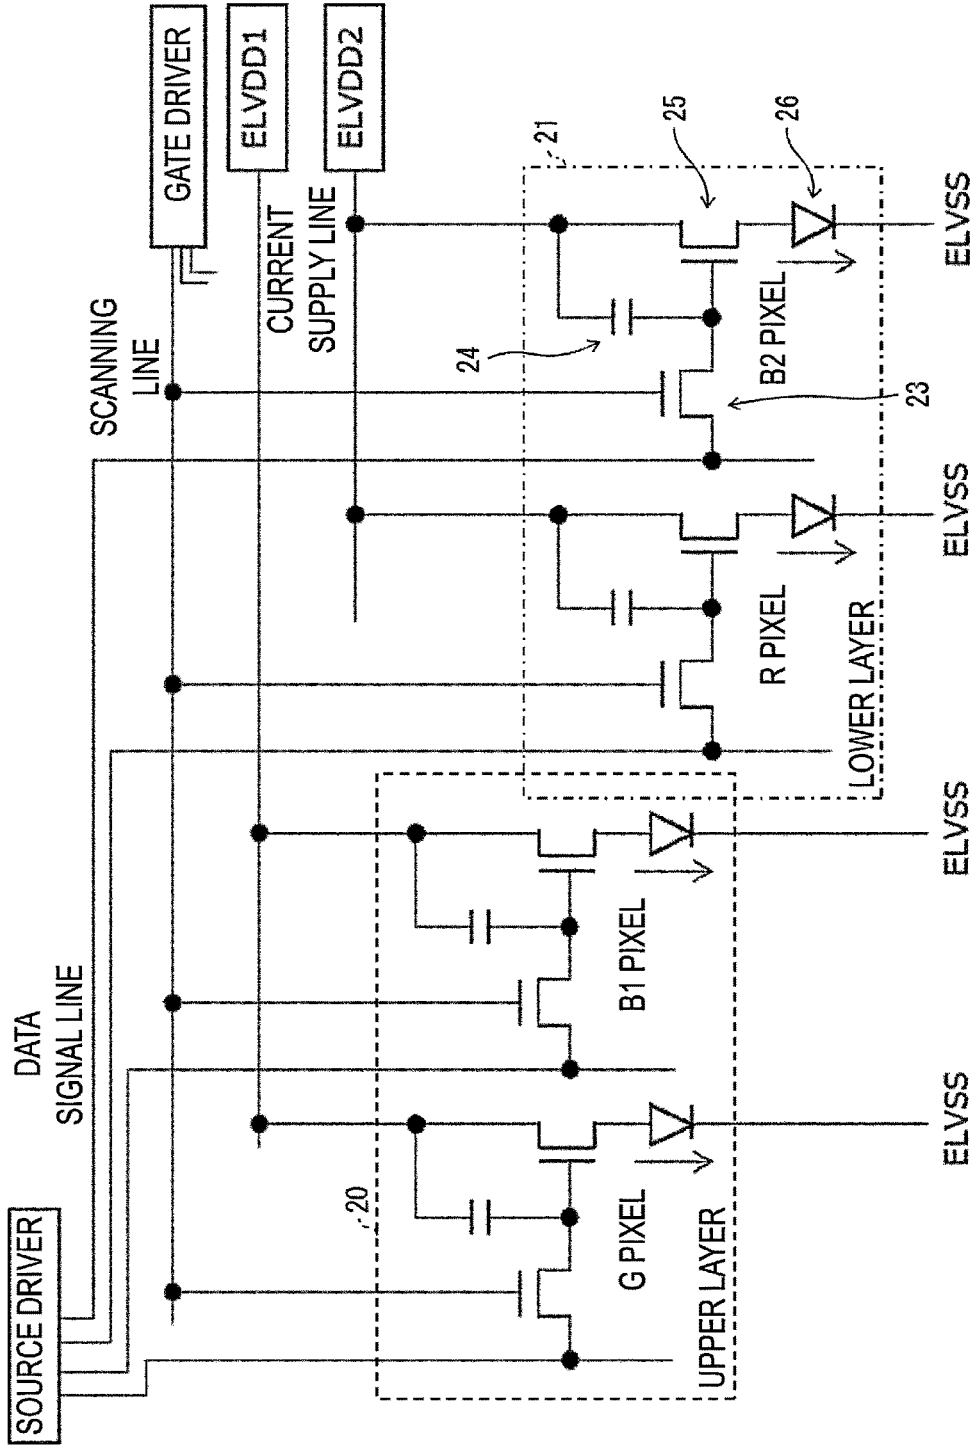 SOURCE DRIVER
DATA
SIGNAL LINE
SCANNING
LINE
GATE DRIVER
ELVDD1
CURRENT
SUPPLY LINE
ELVDD2
20
21
24
25
26
23
G PIXEL
B1 PIXEL
R PIXEL
B2 PIXEL
UPPER LAYER
LOWER LAYER
ELVSS
ELVSS
ELVSS
ELVSS